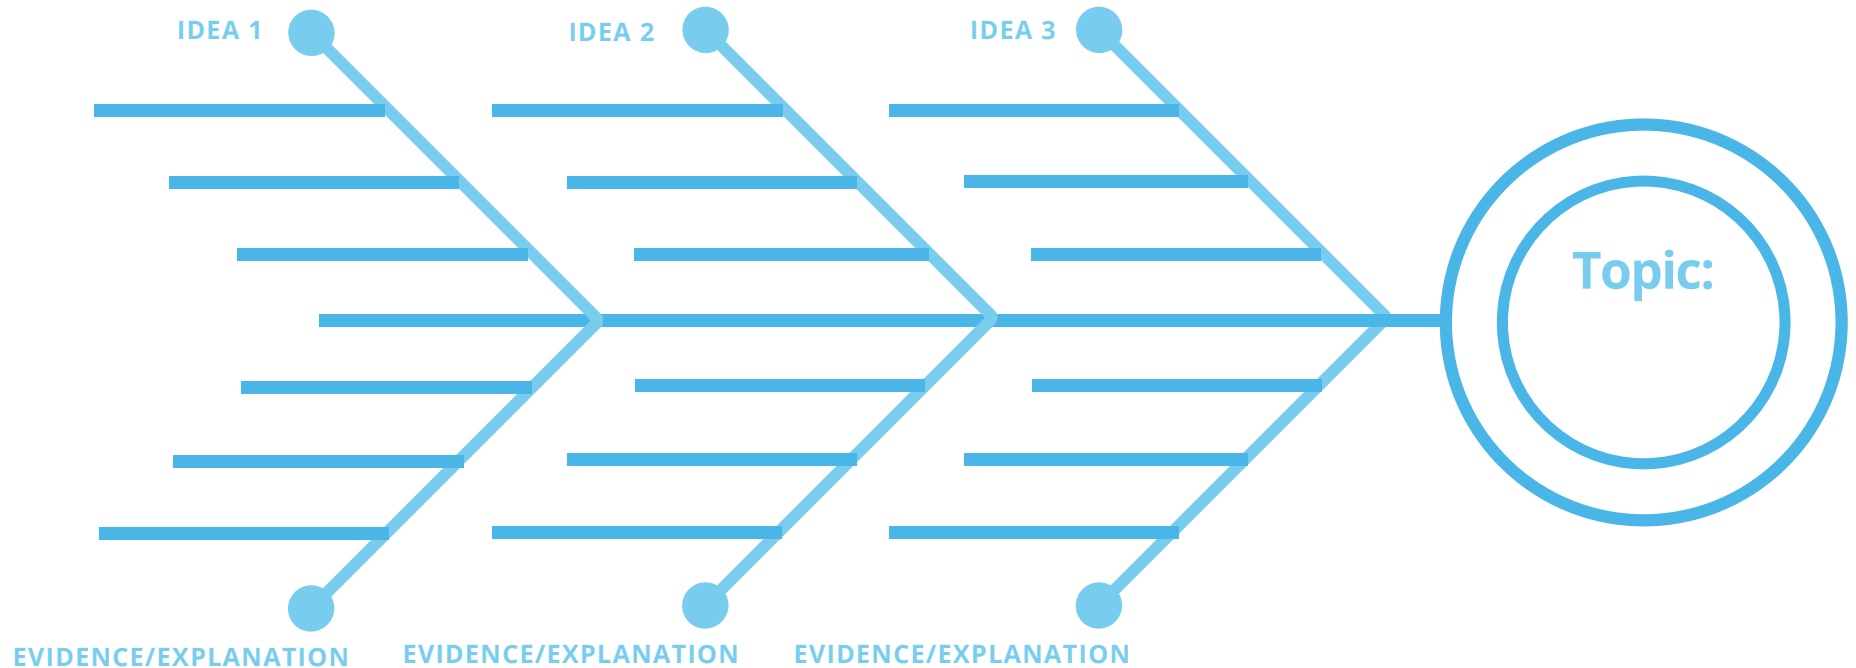 IDEA 1
IDEA 2
IDEA 3
Topic:
EVIDENCE/EXPLANATION
EVIDENCE/EXPLANATION
EVIDENCE/EXPLANATION